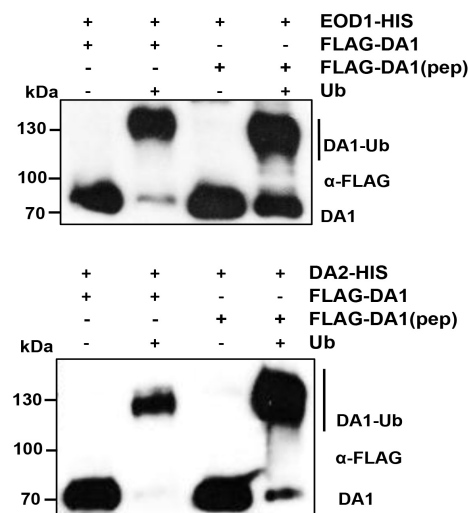 + + + + EOD1-HIS
+ + - - FLAG-DA1
- - + + FLAG-DA1(pep)
- + - + Ub
kDa
130
DA1-Ub
100
α-FLAG
70
DA1
+ + + + DA2-HIS
+ + - - FLAG-DA1
- - + + FLAG-DA1(pep)
- + - + Ub
kDa
130
DA1-Ub
100
α-FLAG
70
DA1